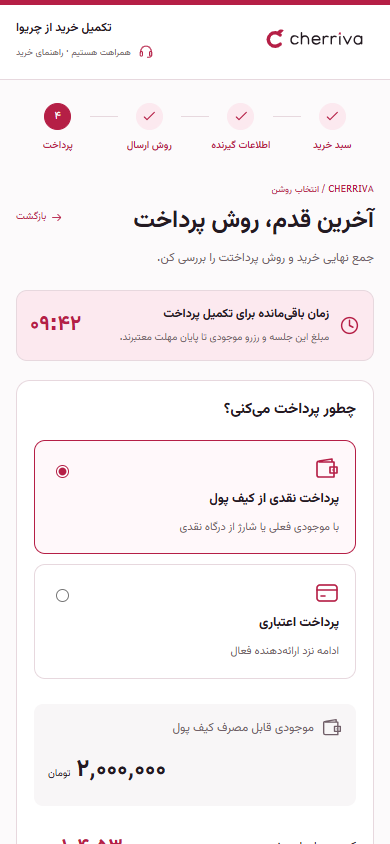 cherriva
تکمیل خرید از چریوا
همراهت هستیم · راهنمای خرید
سبد خرید
اطلاعات گیرنده
روش ارسال
۴
پرداخت
CHERRIVA / انتخاب روشن
آخرین قدم، روش پرداخت
بازگشت
جمع نهایی خرید و روش پرداختت را بررسی کن.
زمان باقی‌مانده برای تکمیل پرداخت
مبلغ این جلسه و رزرو موجودی تا پایان مهلت معتبرند.
۰۹:۴۲
چطور پرداخت می‌کنی؟
پرداخت نقدی از کیف پول
با موجودی فعلی یا شارژ از درگاه نقدی
پرداخت اعتباری
ادامه نزد ارائه‌دهنده فعال
موجودی قابل مصرف کیف پول
۲,۰۰۰,۰۰۰ تومان